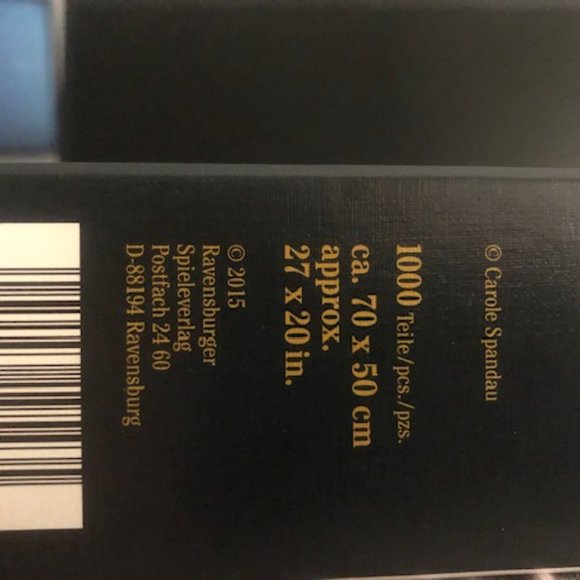 © Carole Spandau
1000 Teile/pcs./pzs.
ca. 70 x 50 cm
approx.
27 x 20 in.
© 2015
Ravensburger
Spieleverlag
Postfach 24 60
D-88194 Ravensburg